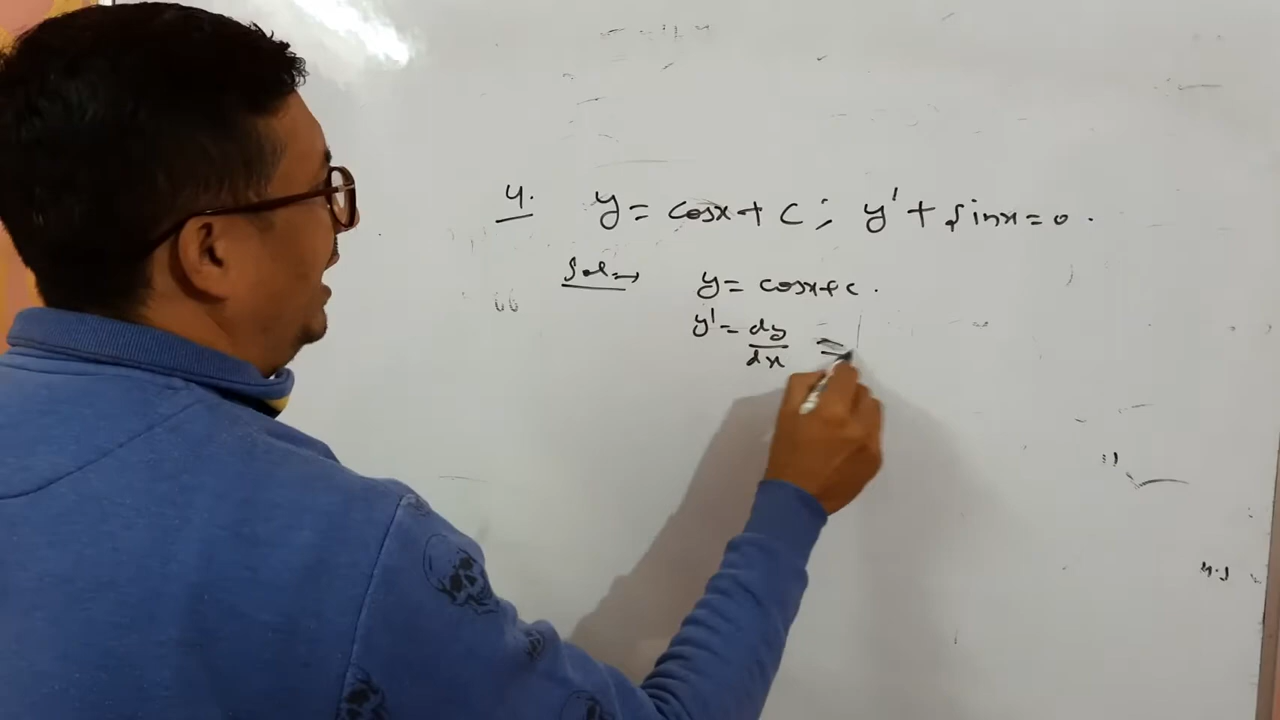 4. y = cosx + c ; y' + sinx = 0 .
Sol → y = cosx + c .
y' = dy/dx =